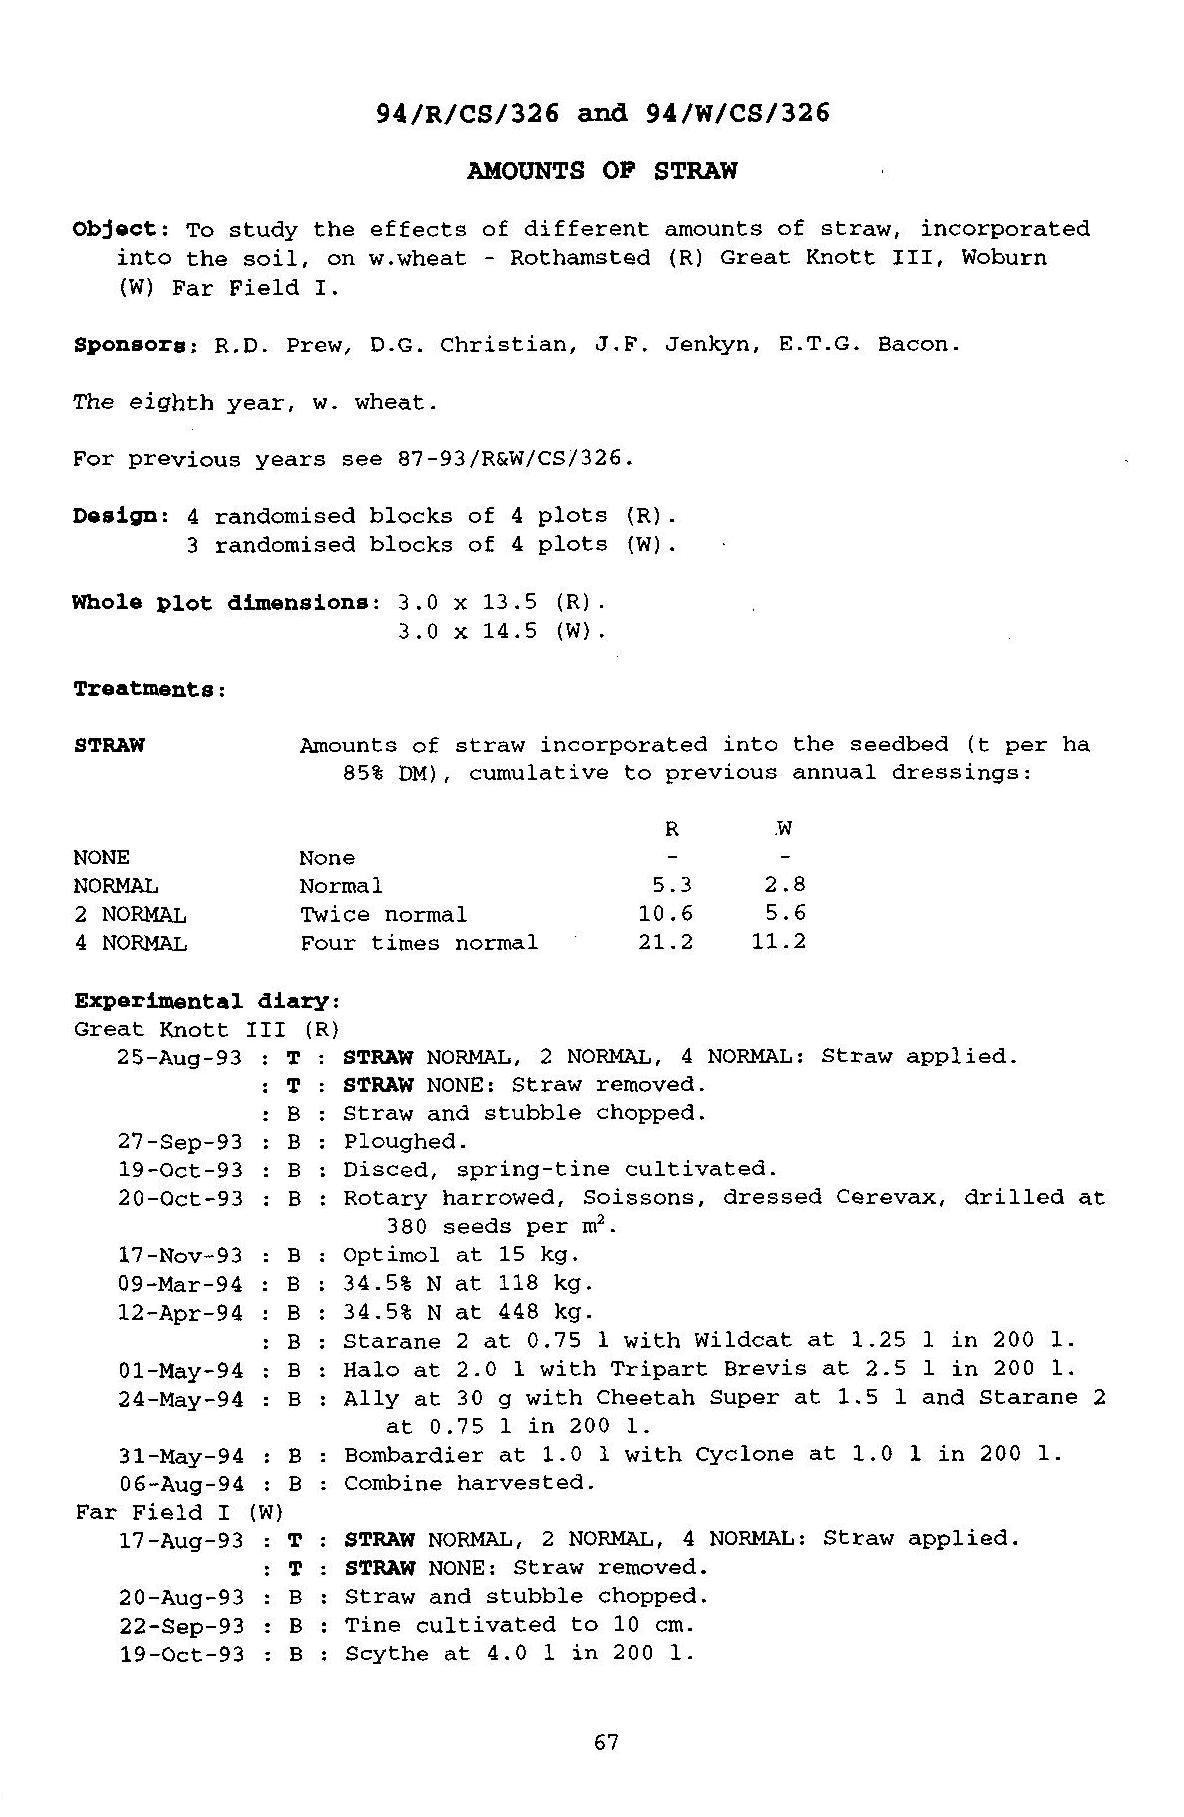 94/R/CS/326 and 94/W/CS/326
AMOUNTS OF STRAW
Object: To study the effects of different amounts of straw, incorporated
into the soil, on w.wheat - Rothamsted (R) Great Knott III, Woburn
(W) Far Field I.
Sponsors: R.D. Prew, D.G. Christian, J.F. Jenkyn, E.T.G. Bacon.
The eighth year, w. wheat.
For previous years see 87-93/R&W/CS/326.
Design: 4 randomised blocks of 4 plots (R).
3 randomised blocks of 4 plots (W).
Whole plot dimensions: 3.0 x 13.5 (R).
3.0 x 14.5 (W).
Treatments:
STRAW Amounts of straw incorporated into the seedbed (t per ha
85% DM), cumulative to previous annual dressings:
R W
NONE None - -
NORMAL Normal 5.3 2.8
2 NORMAL Twice normal 10.6 5.6
4 NORMAL Four times normal 21.2 11.2
Experimental diary:
Great Knott III (R)
25-Aug-93 : T : STRAW NORMAL, 2 NORMAL, 4 NORMAL: Straw applied.
: T : STRAW NONE: Straw removed.
: B : Straw and stubble chopped.
27-Sep-93 : B : Ploughed.
19-Oct-93 : B : Disced, spring-tine cultivated.
20-Oct-93 : B : Rotary harrowed, Soissons, dressed Cerevax, drilled at
380 seeds per m².
17-Nov-93 : B : Optimol at 15 kg.
09-Mar-94 : B : 34.5% N at 118 kg.
12-Apr-94 : B : 34.5% N at 448 kg.
: B : Starane 2 at 0.75 l with Wildcat at 1.25 l in 200 l.
01-May-94 : B : Halo at 2.0 l with Tripart Brevis at 2.5 l in 200 l.
24-May-94 : B : Ally at 30 g with Cheetah Super at 1.5 l and Starane 2
at 0.75 l in 200 l.
31-May-94 : B : Bombardier at 1.0 l with Cyclone at 1.0 l in 200 l.
06-Aug-94 : B : Combine harvested.
Far Field I (W)
17-Aug-93 : T : STRAW NORMAL, 2 NORMAL, 4 NORMAL: Straw applied.
: T : STRAW NONE: Straw removed.
20-Aug-93 : B : Straw and stubble chopped.
22-Sep-93 : B : Tine cultivated to 10 cm.
19-Oct-93 : B : Scythe at 4.0 l in 200 l.
67